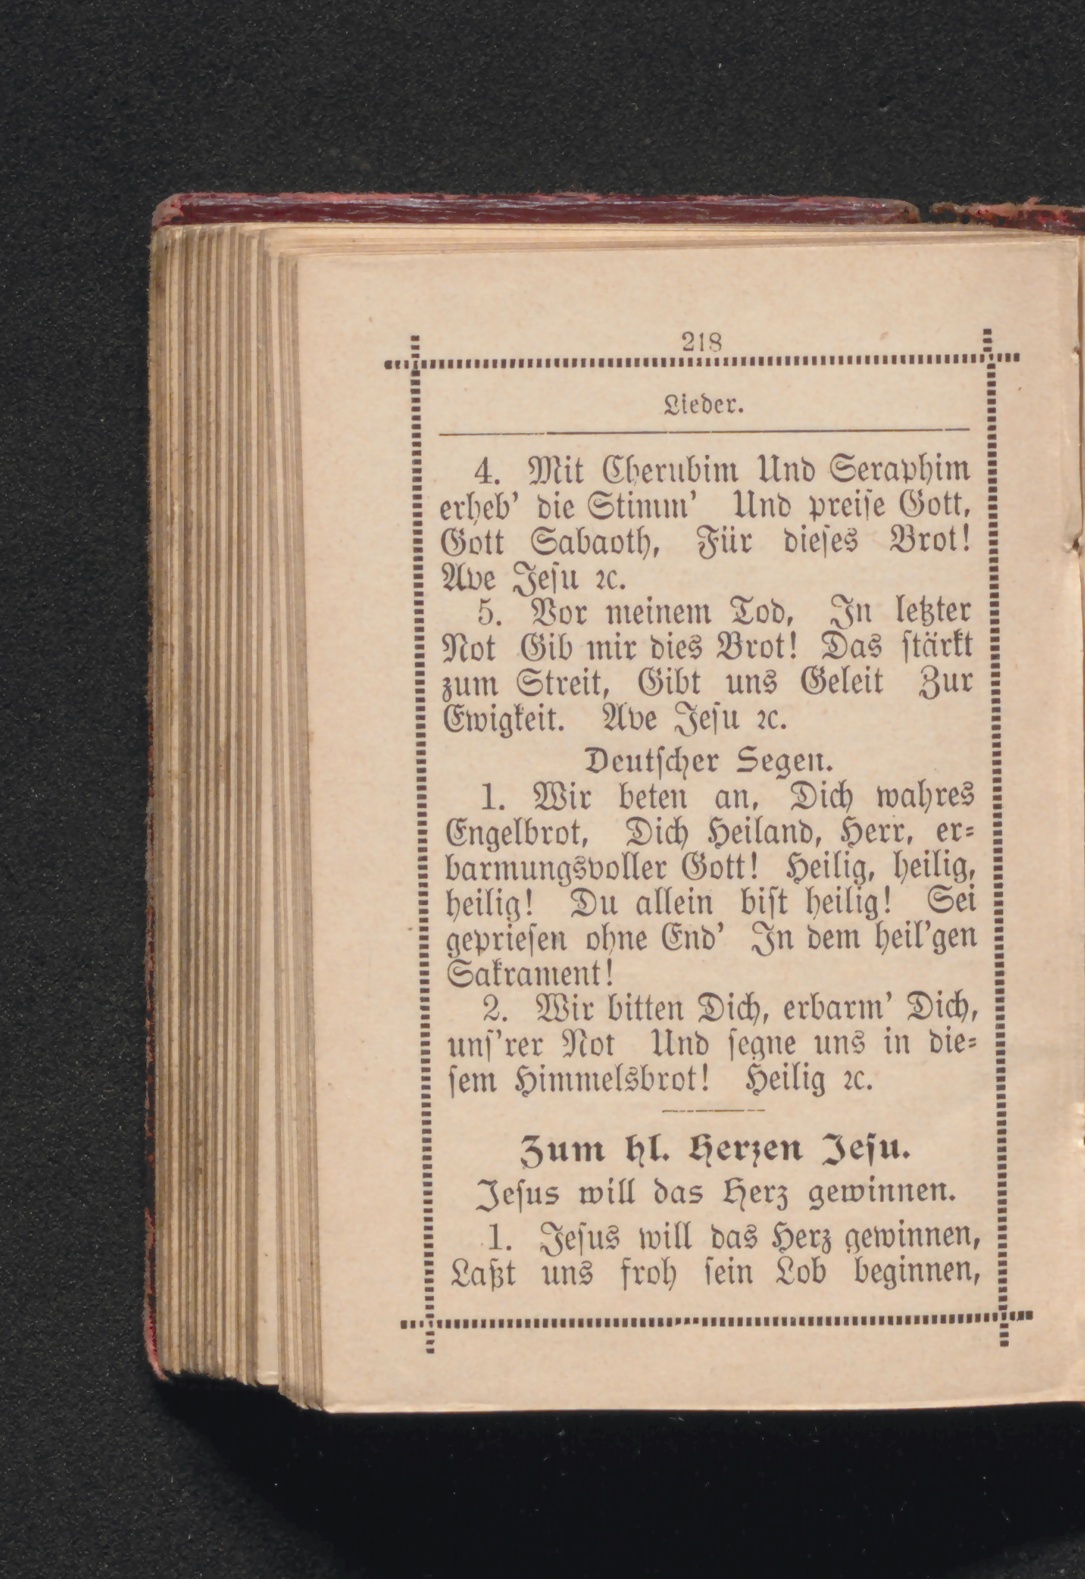 218
Lieder.
4. Mit Cherubim Und Seraphim
erheb' die Stimm' Und preiſe Gott,
Gott Sabaoth, Für dieſes Brot!
Ave Jeſu ꝛc.
5. Vor meinem Tod, In letzter
Not Gib mir dies Brot! Das ſtärkt
zum Streit, Gibt uns Geleit Zur
Ewigkeit. Ave Jeſu ꝛc.
Deutſcher Segen.
1. Wir beten an, Dich wahres
Engelbrot, Dich Heiland, Herr, er-
barmungsvoller Gott! Heilig, heilig,
heilig! Du allein biſt heilig! Sei
geprieſen ohne End' In dem heil'gen
Sakrament!
2. Wir bitten Dich, erbarm' Dich,
unſ'rer Not Und ſegne uns in die-
ſem Himmelsbrot! Heilig ꝛc.
Zum hl. Herzen Jeſu.
Jeſus will das Herz gewinnen.
1. Jeſus will das Herz gewinnen,
Laßt uns froh ſein Lob beginnen,